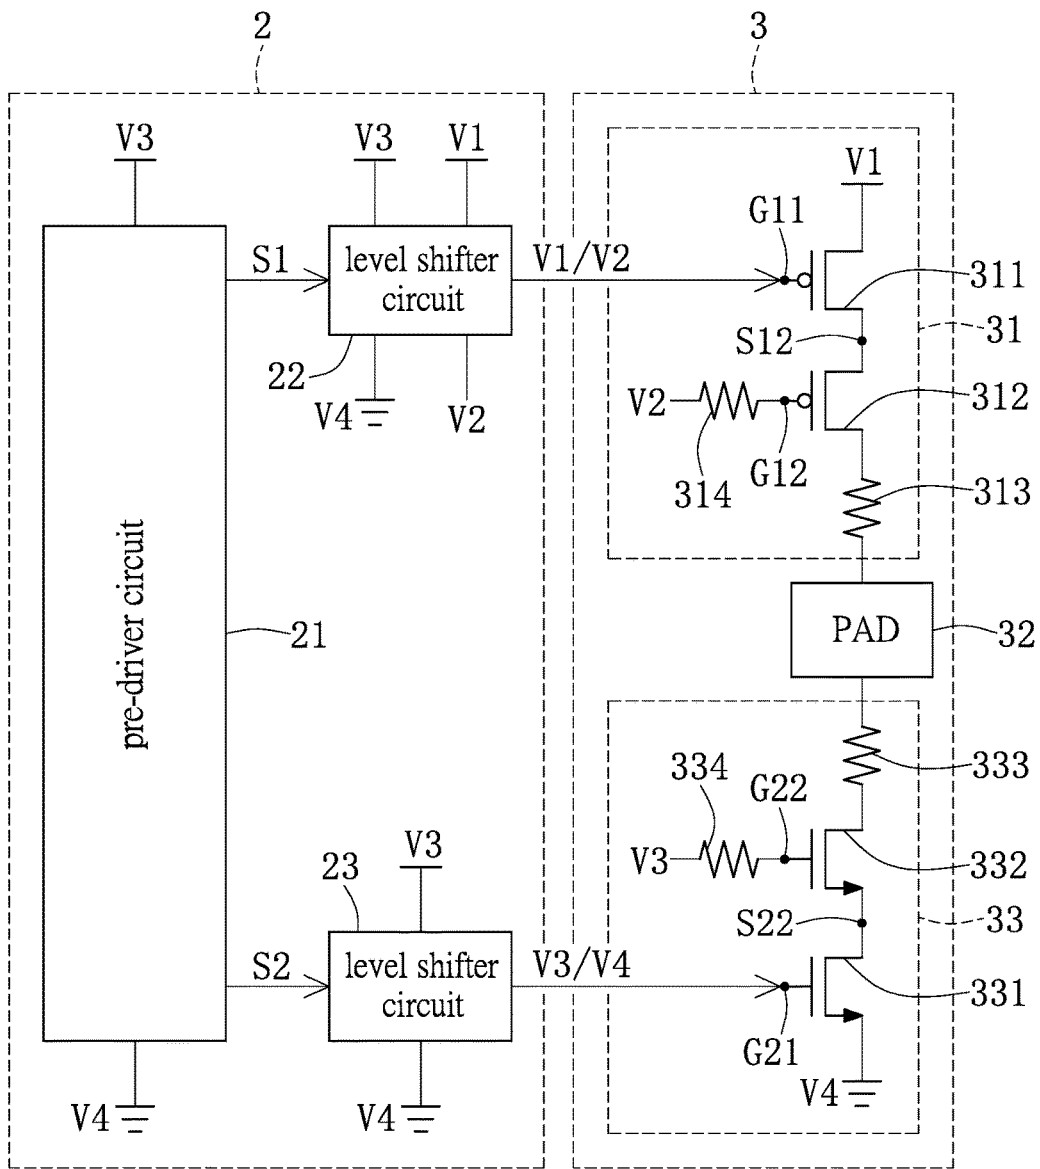 2
3
V3
V3
V1
V1
G11
S1
level shifter
circuit
V1/V2
311
S12
31
22
V4
V2
V2
312
314
G12
313
pre-driver circuit
21
PAD
32
334
G22
333
V3
23
V3
332
S22
33
S2
level shifter
circuit
V3/V4
331
G21
V4
V4
V4